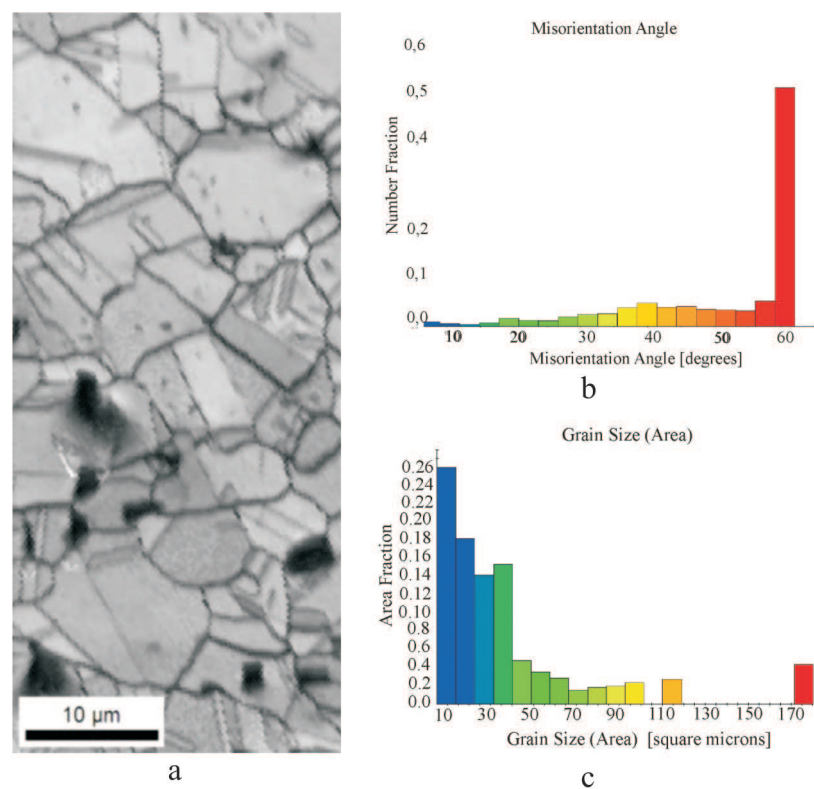 10 µm
a
Misorientation Angle
Number Fraction
0,6
0,5
0,4
0,2
0,1
0,0
10 20 30 40 50 60
Misorientation Angle [degrees]
b
Grain Size (Area)
Area Fraction
0.26
0.24
0.22
0.20
0.18
0.16
0.14
0.12
0.10
0.8
0.6
0.4
0.2
0.0
10 30 50 70 90 110 130 150 170
Grain Size (Area) [square microns]
c